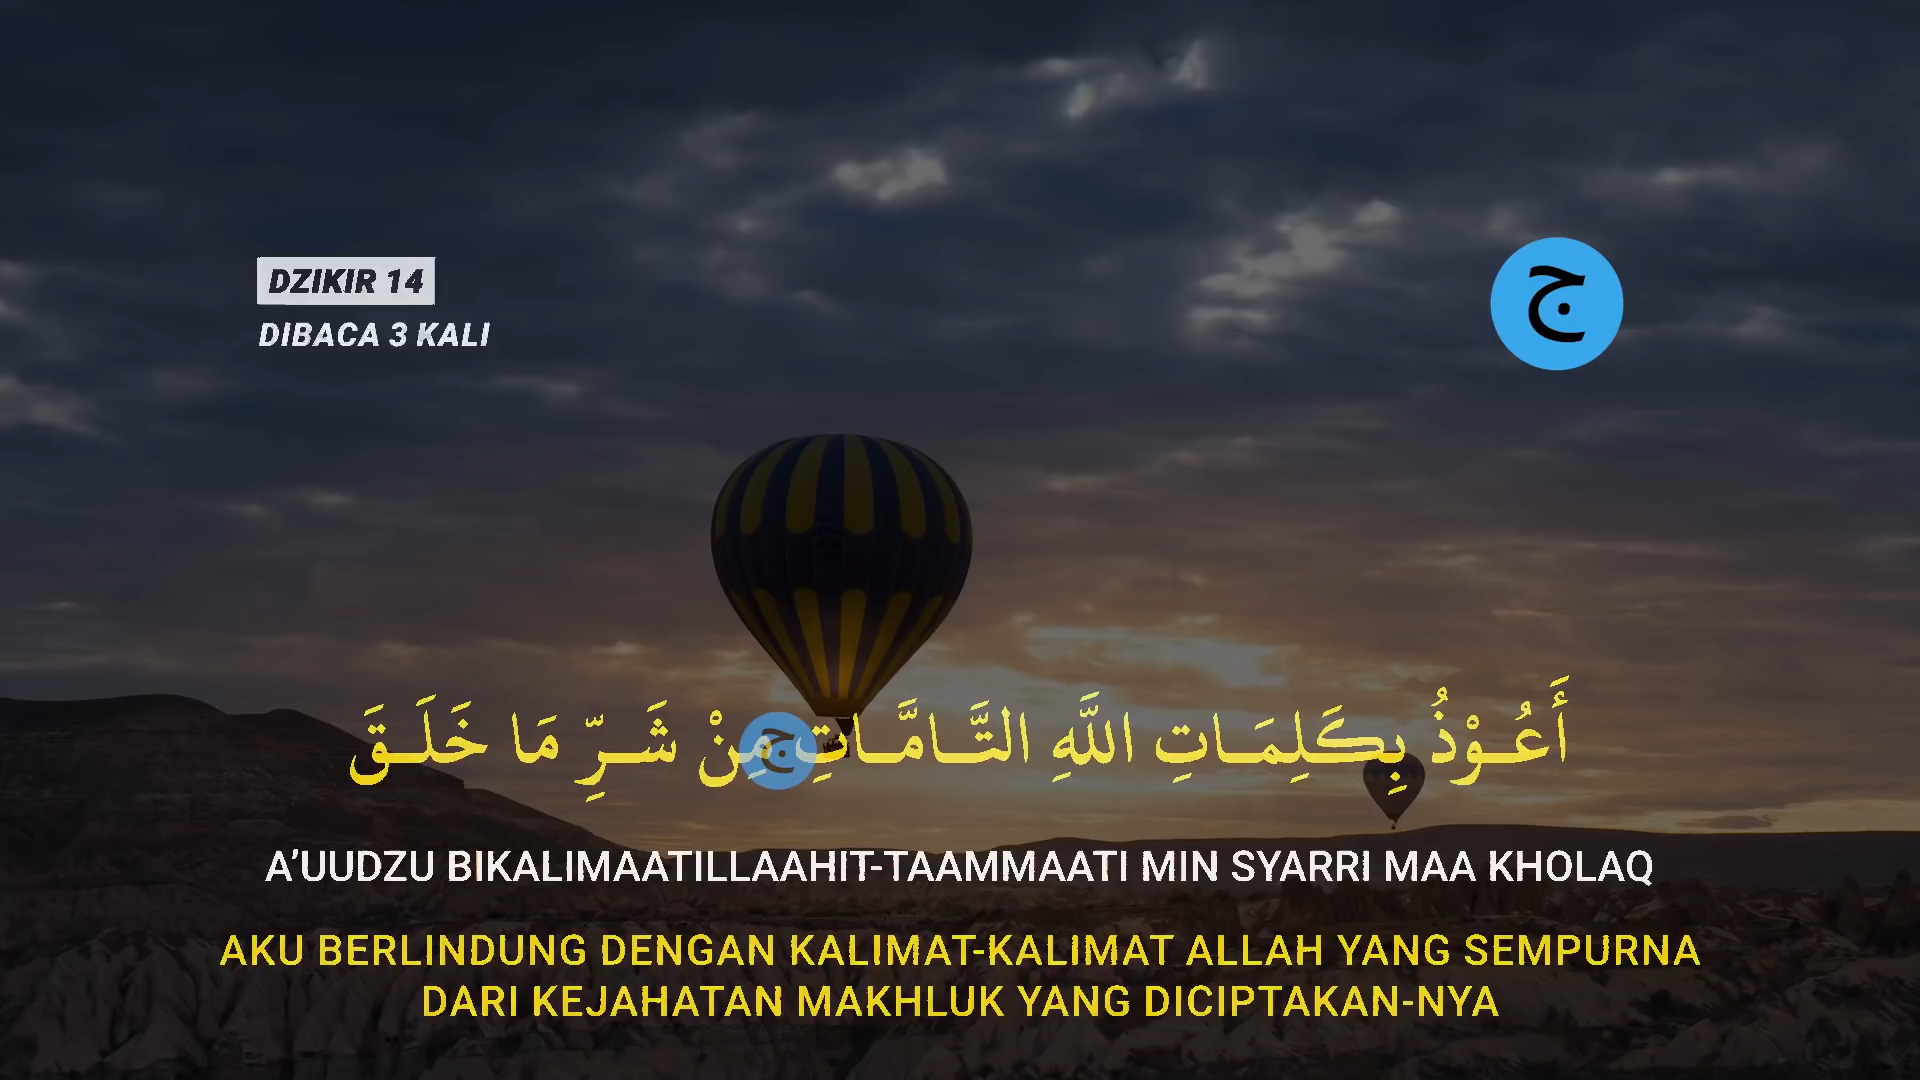 DZIKIR 14
DIBACA 3 KALI
ج
أَعُـوْذُ بِكَلِمَـاتِ اللَّهِ التَّـامَّـاتِ مِنْ شَـرِّ مَا خَلَـقَ
ج
A’UUDZU BIKALIMAATILLAAHIT-TAAMMAATI MIN SYARRI MAA KHOLAQ
AKU BERLINDUNG DENGAN KALIMAT-KALIMAT ALLAH YANG SEMPURNA
DARI KEJAHATAN MAKHLUK YANG DICIPTAKAN-NYA